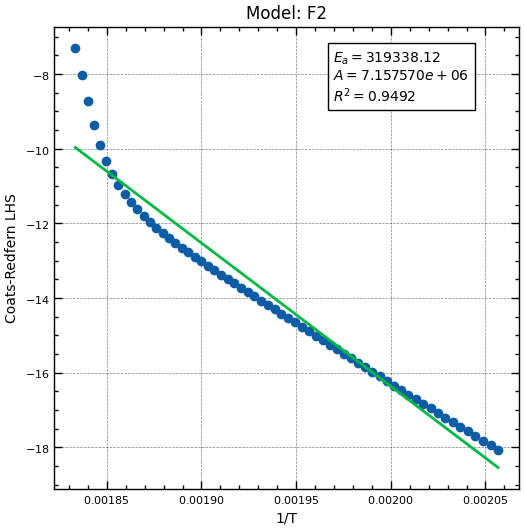 Model: F2
E_a = 319338.12
A = 7.157570e + 06
R² = 0.9492
Coats-Redfern LHS
−8
−10
−12
−14
−16
−18
0.00185
0.00190
0.00195
0.00200
0.00205
1/T